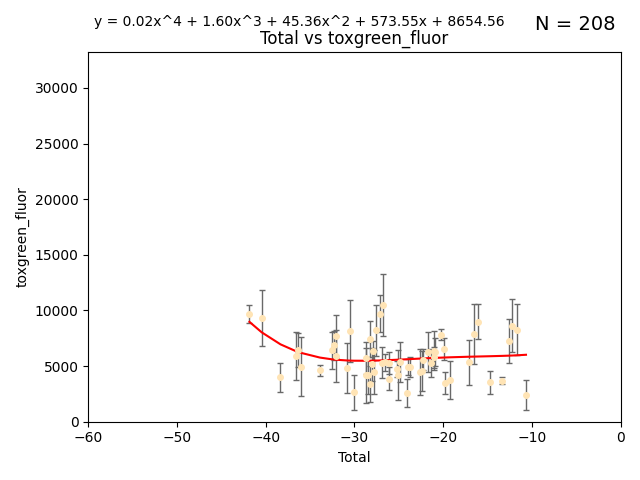 y = 0.02x^4 + 1.60x^3 + 45.36x^2 + 573.55x + 8654.56
N = 208
Total vs toxgreen_fluor
30000
25000
20000
15000
10000
5000
0
toxgreen_fluor
−60
−50
−40
−30
−20
−10
0
Total